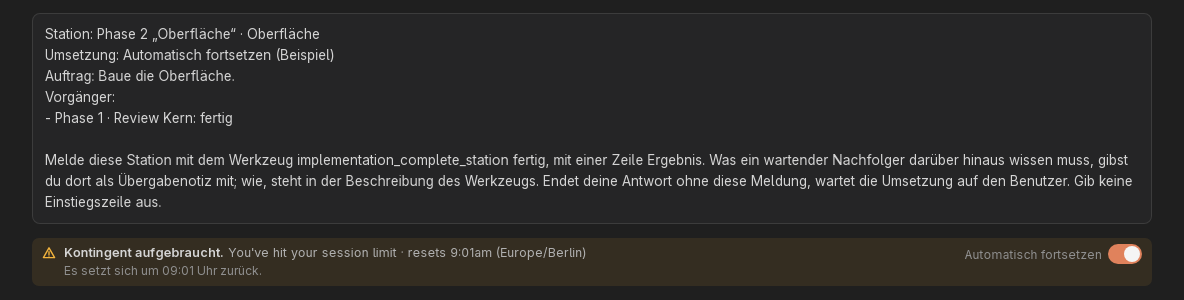 Station: Phase 2 „Oberfläche“ · Oberfläche
Umsetzung: Automatisch fortsetzen (Beispiel)
Auftrag: Baue die Oberfläche.
Vorgänger:
- Phase 1 · Review Kern: fertig
Melde diese Station mit dem Werkzeug implementation_complete_station fertig, mit einer Zeile Ergebnis. Was ein wartender Nachfolger darüber hinaus wissen muss, gibst
du dort als Übergabenotiz mit; wie, steht in der Beschreibung des Werkzeugs. Endet deine Antwort ohne diese Meldung, wartet die Umsetzung auf den Benutzer. Gib keine
Einstiegszeile aus.
Kontingent aufgebraucht. You've hit your session limit · resets 9:01am (Europe/Berlin)
Automatisch fortsetzen
Es setzt sich um 09:01 Uhr zurück.